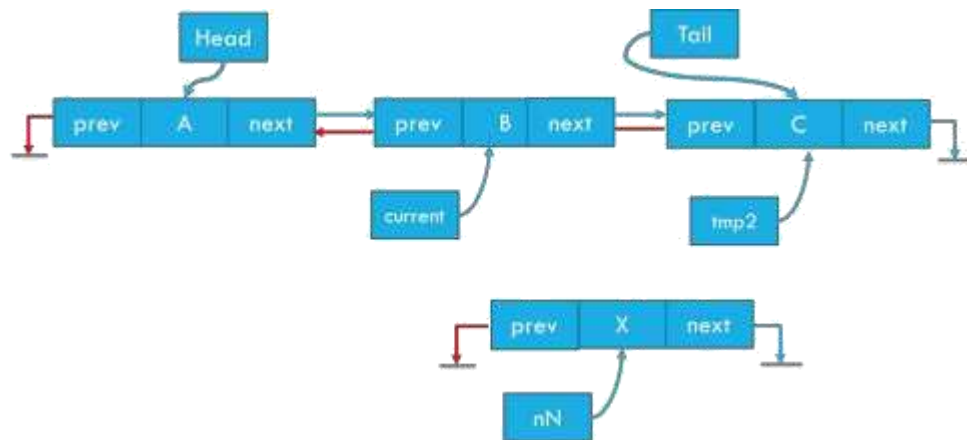 Head
Tail
prev A next
prev B next
prev C next
current
tmp2
prev X next
nN